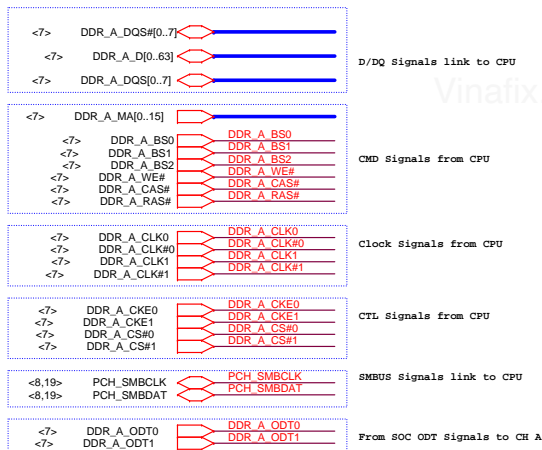 <7> DDR_A_DQS#[0..7]
<7> DDR_A_D[0..63]
<7> DDR_A_DQS[0..7]
D/DQ Signals link to CPU
Vinafix
<7> DDR_A_MA[0..15]
<7> DDR_A_BS0 DDR_A_BS0
<7> DDR_A_BS1 DDR_A_BS1
<7> DDR_A_BS2 DDR_A_BS2
<7> DDR_A_WE# DDR_A_WE#
<7> DDR_A_CAS# DDR_A_CAS#
<7> DDR_A_RAS# DDR_A_RAS#
CMD Signals from CPU
<7> DDR_A_CLK0 DDR_A_CLK0
<7> DDR_A_CLK#0 DDR_A_CLK#0
<7> DDR_A_CLK1 DDR_A_CLK1
<7> DDR_A_CLK#1 DDR_A_CLK#1
Clock Signals from CPU
<7> DDR_A_CKE0 DDR_A_CKE0
<7> DDR_A_CKE1 DDR_A_CKE1
<7> DDR_A_CS#0 DDR_A_CS#0
<7> DDR_A_CS#1 DDR_A_CS#1
CTL Signals from CPU
<8,19> PCH_SMBCLK PCH_SMBCLK
<8,19> PCH_SMBDAT PCH_SMBDAT
SMBUS Signals link to CPU
<7> DDR_A_ODT0 DDR_A_ODT0
<7> DDR_A_ODT1 DDR_A_ODT1
From SOC ODT Signals to CH A